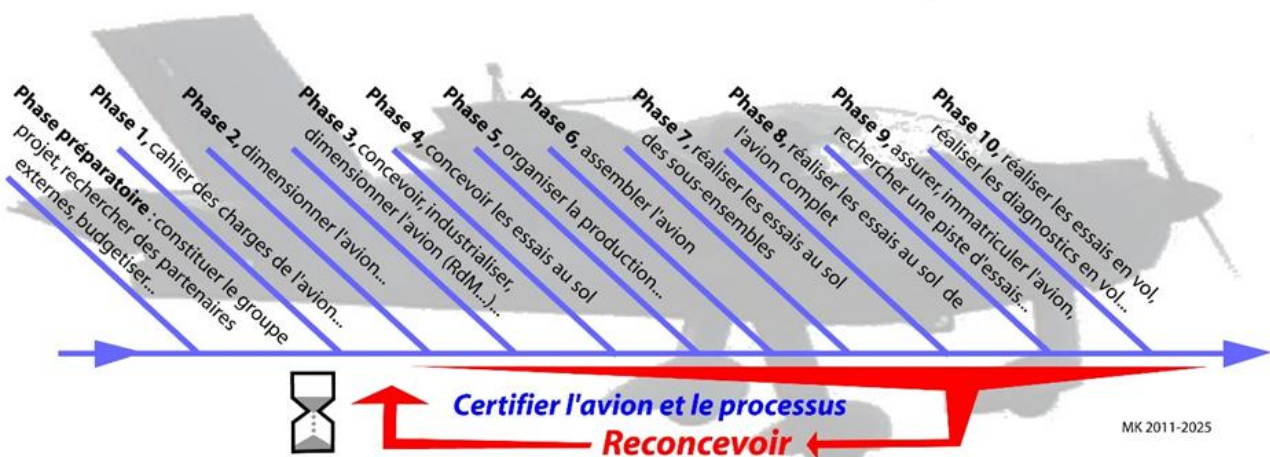 Phase préparatoire : constituer le groupe
projet, rechercher des partenaires
externes, budgetiser...
Phase 1, cahier des charges de l'avion...
Phase 2, dimensionner l'avion...
Phase 3, concevoir, industrialiser,
dimensionner l'avion (RdM...)...
Phase 4, concevoir les essais au sol
Phase 5, organiser la production...
Phase 6, assembler l'avion
Phase 7, réaliser les essais au sol
des sous-ensembles
Phase 8, réaliser les essais au sol de
l'avion complet
Phase 9, assurer, immatriculer l'avion,
rechercher une piste d'essais...
Phase 10, réaliser les essais en vol,
réaliser les diagnostics en vol...
Certifier l'avion et le processus
Reconcevoir
MK 2011-2025